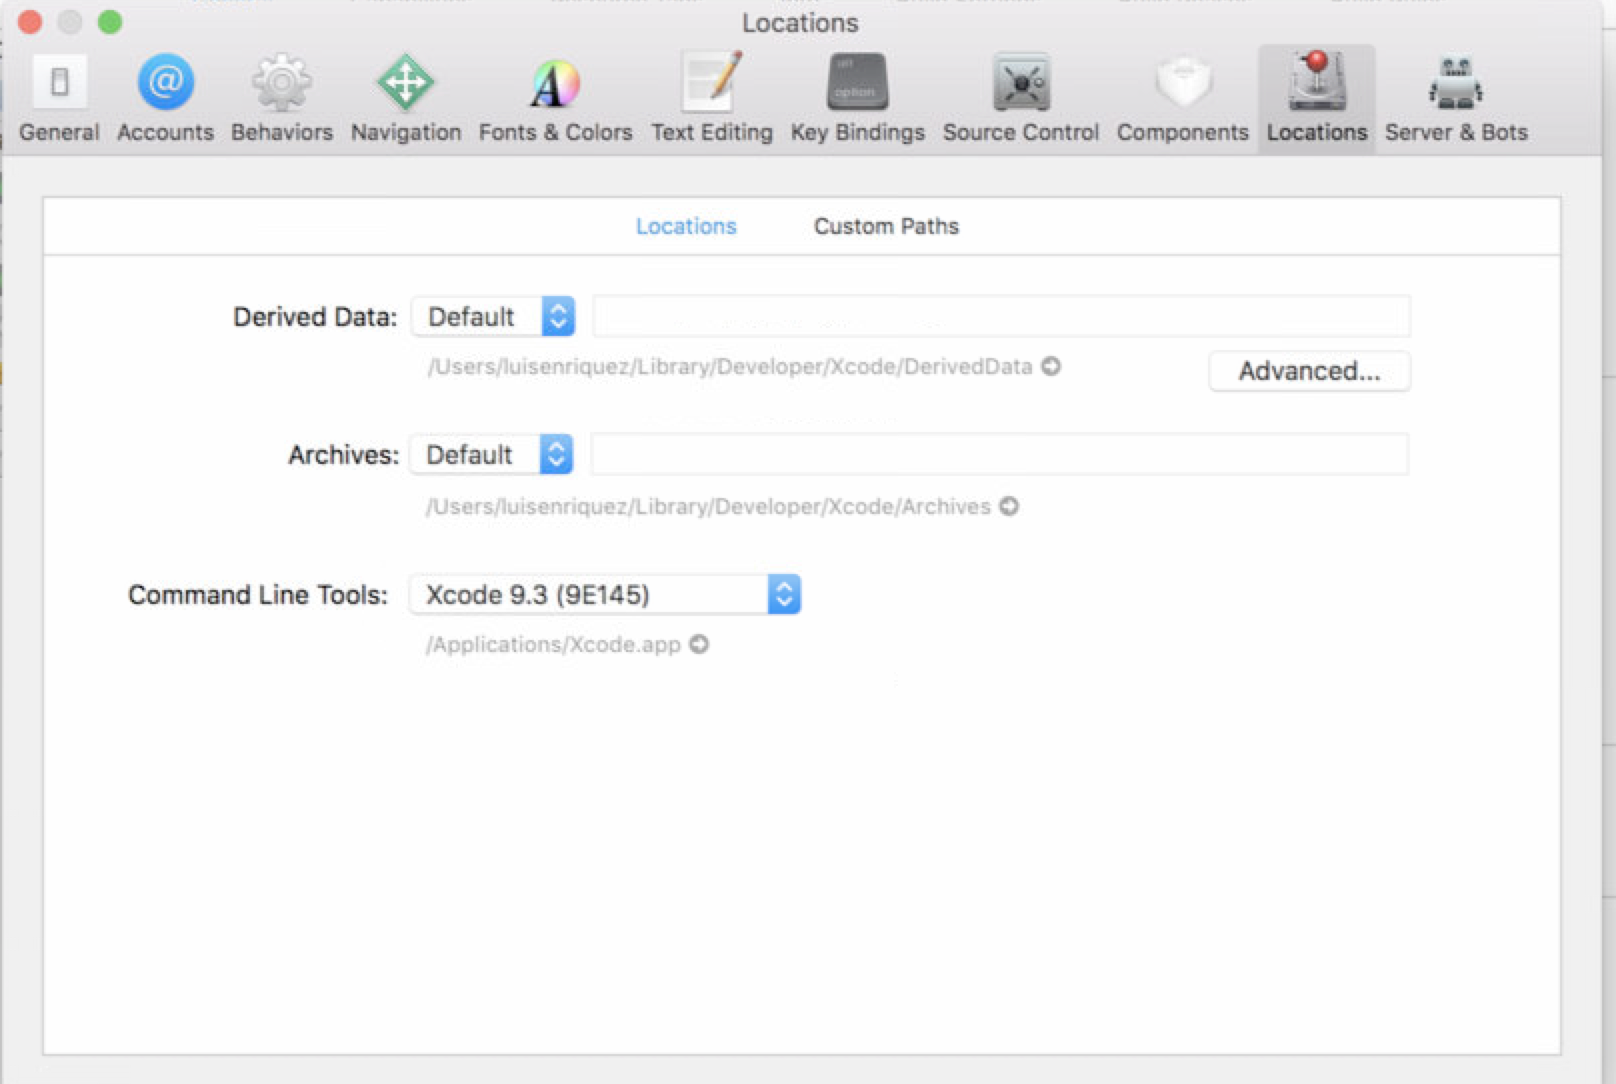 Locations
General Accounts Behaviors Navigation Fonts & Colors Text Editing Key Bindings Source Control Components Locations Server & Bots
option
Locations Custom Paths
Derived Data: Default
/Users/luisenriquez/Library/Developer/Xcode/DerivedData
Advanced...
Archives: Default
/Users/luisenriquez/Library/Developer/Xcode/Archives
Command Line Tools: Xcode 9.3 (9E145)
/Applications/Xcode.app